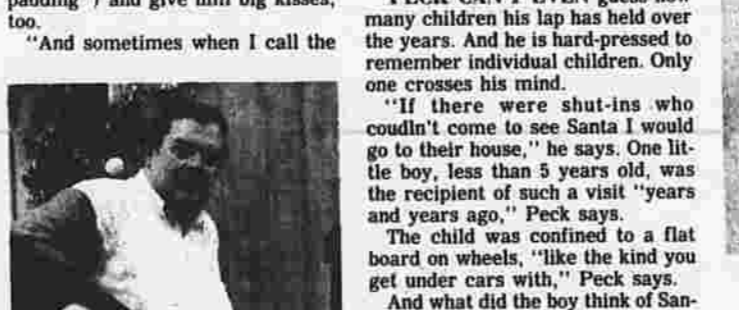 padding") and give him big kisses,
too.
"And sometimes when I call the
many children his lap has held over
the years. And he is hard-pressed to
remember individual children. Only
one crosses his mind.
"If there were shut-ins who
coudln't come to see Santa I would
go to their house," he says. One lit-
tle boy, less than 5 years old, was
the recipient of such a visit "years
and years ago," Peck says.
The child was confined to a flat
board on wheels, "like the kind you
get under cars with," Peck says.
And what did the boy think of San-